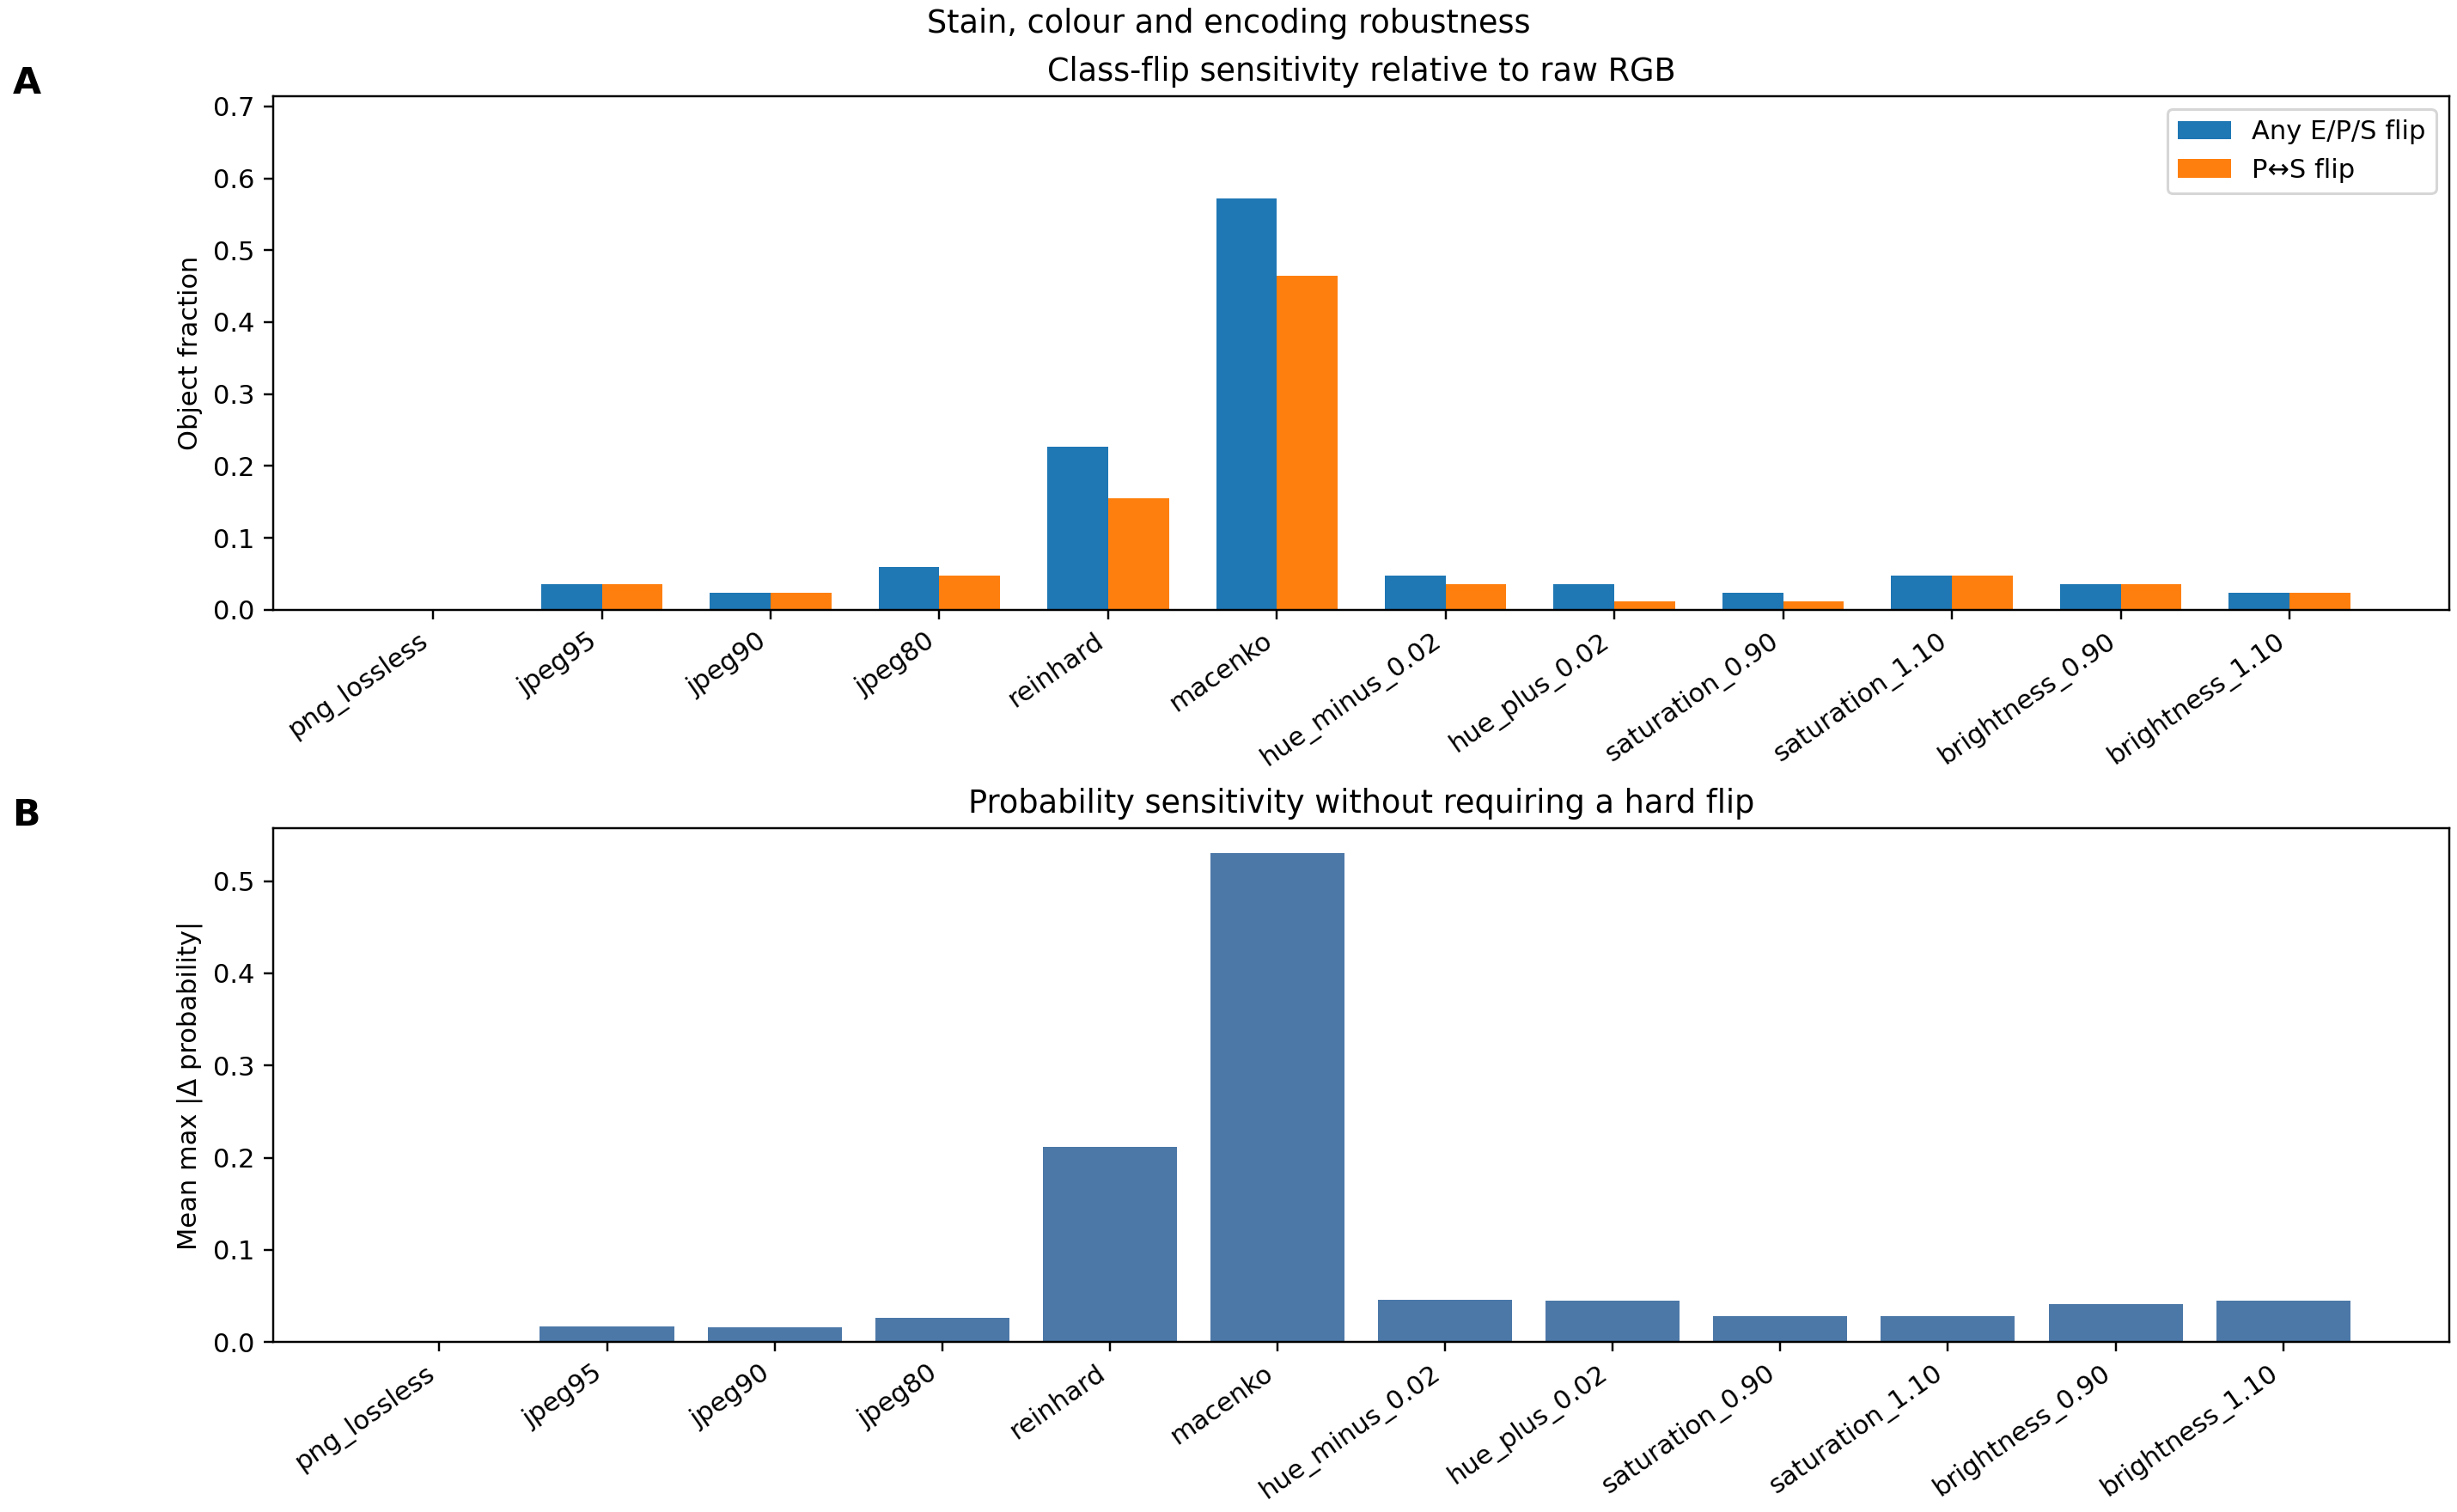 Stain, colour and encoding robustness
A
Class-flip sensitivity relative to raw RGB
Object fraction
0.7
0.6
0.5
0.4
0.3
0.2
0.1
0.0
Any E/P/S flip
P↔S flip
png_lossless
jpeg95
jpeg90
jpeg80
reinhard
macenko
hue_minus_0.02
hue_plus_0.02
saturation_0.90
saturation_1.10
brightness_0.90
brightness_1.10
B
Probability sensitivity without requiring a hard flip
Mean max |Δ probability|
0.5
0.4
0.3
0.2
0.1
0.0
png_lossless
jpeg95
jpeg90
jpeg80
reinhard
macenko
hue_minus_0.02
hue_plus_0.02
saturation_0.90
saturation_1.10
brightness_0.90
brightness_1.10